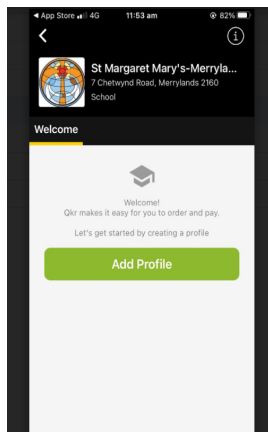 App Store 4G 11:53 am 82%
St Margaret Mary's-Merryla...
7 Chetwynd Road, Merrylands 2160
School
Welcome
Welcome!
Qkr makes it easy for you to order and pay.
Let's get started by creating a profile
Add Profile